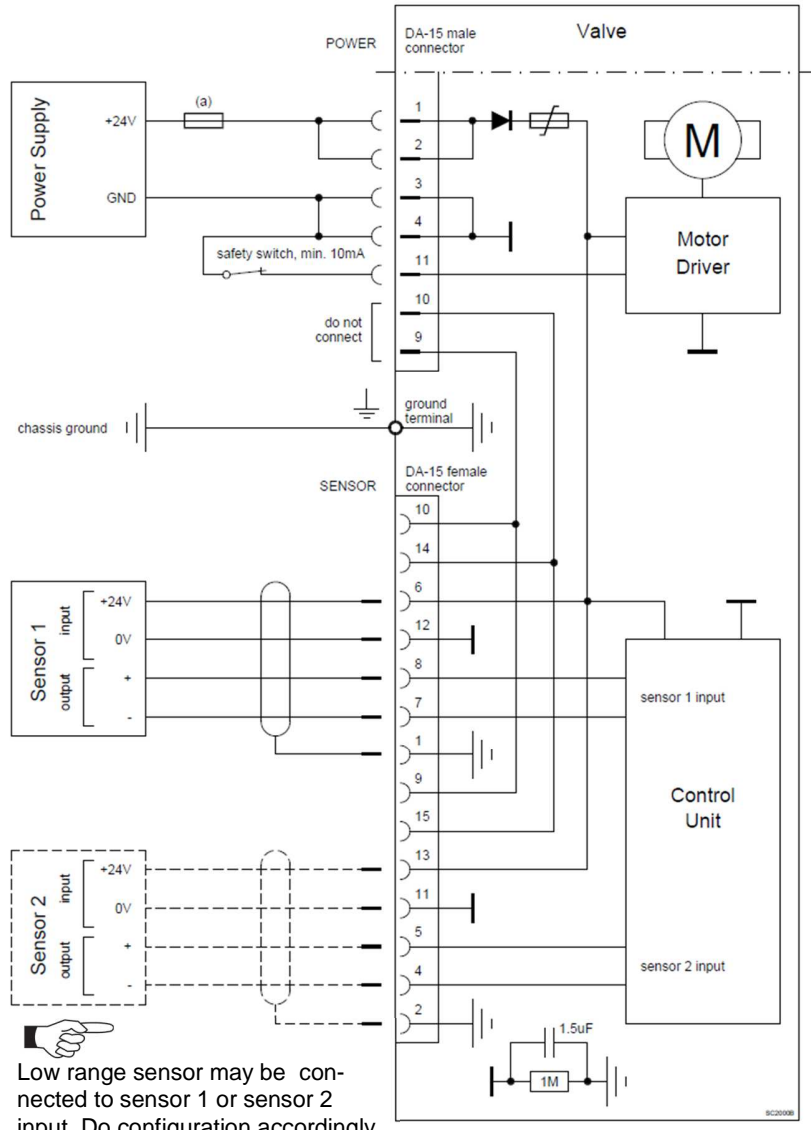 Valve
POWER
DA-15 male
connector
Power Supply
+24V
(a)
1
2
GND
3
4
safety switch, min. 10mA
11
10
do not
connect
9
M
Motor
Driver
chassis ground
ground
terminal
SENSOR
DA-15 female
connector
10
14
Sensor 1
input
+24V
6
0V
12
output
+
8
-
7
1
9
15
sensor 1 input
Control
Unit
Sensor 2
input
+24V
13
0V
11
output
+
5
-
4
2
sensor 2 input
1.5uF
1M
Low range sensor may be con-
nected to sensor 1 or sensor 2
input. Do configuration accordingly
SC2000B